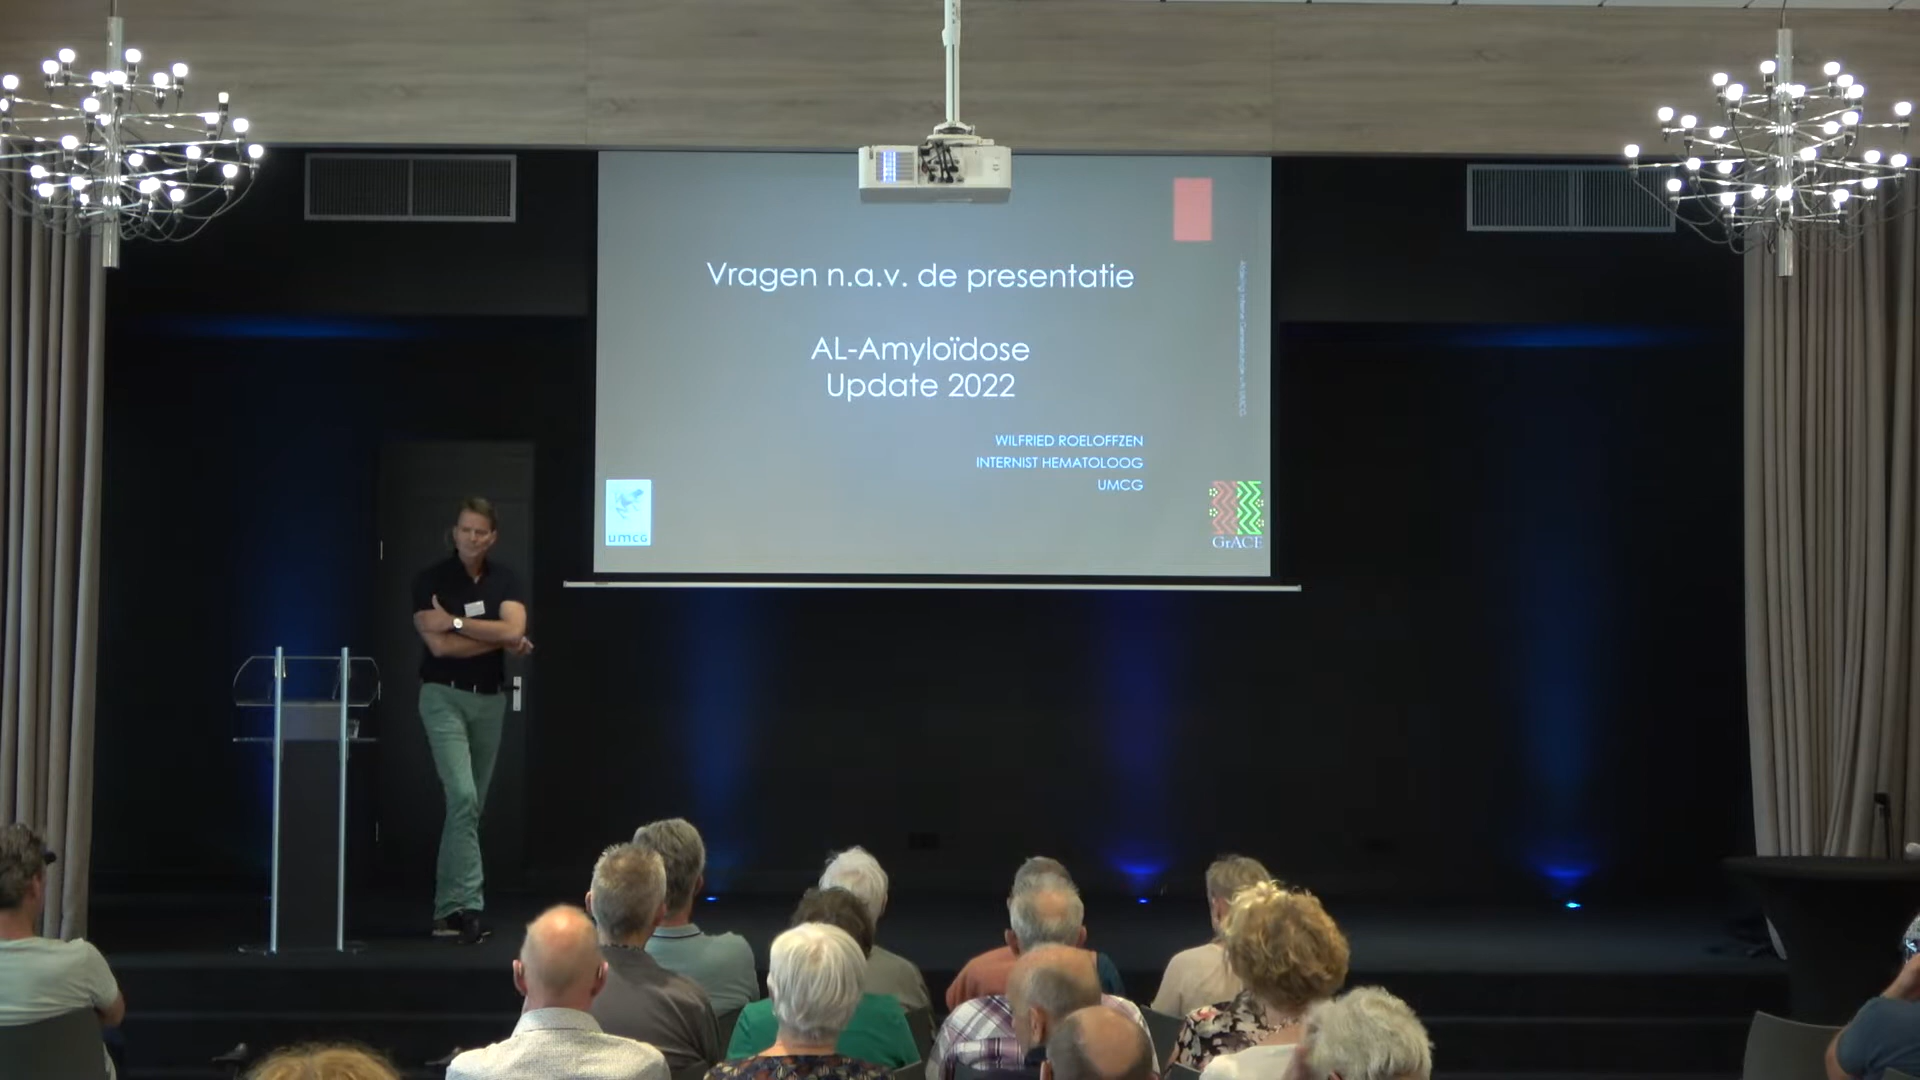 Vragen n.a.v. de presentatie
AL-Amyloïdose
Update 2022
WILFRIED ROELOFFZEN
INTERNIST HEMATOLOOG
UMCG
umcg
GrACE